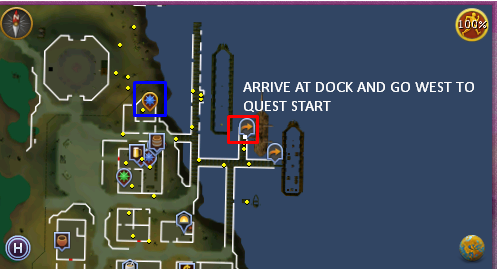 N
100%
ARRIVE AT DOCK AND GO WEST TO
QUEST START
H